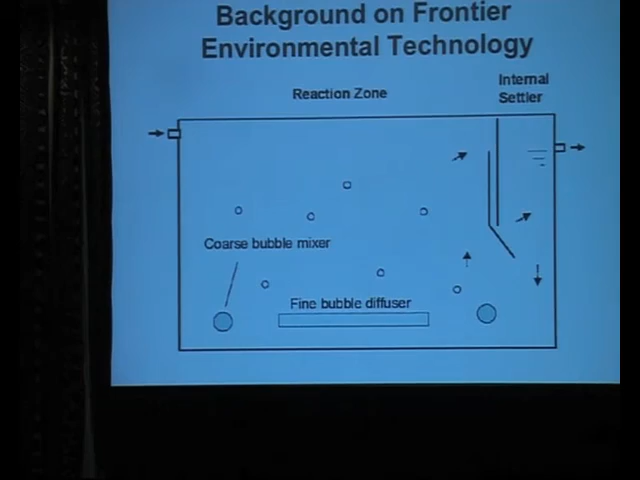 Background on Frontier
Environmental Technology
Internal
Settler
Reaction Zone
Coarse bubble mixer
Fine bubble diffuser